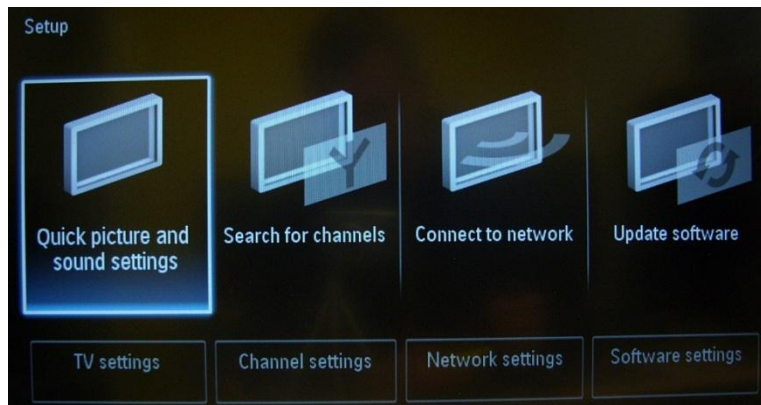 Setup
Quick picture and
sound settings
Search for channels
Connect to network
Update software
TV settings
Channel settings
Network settings
Software settings